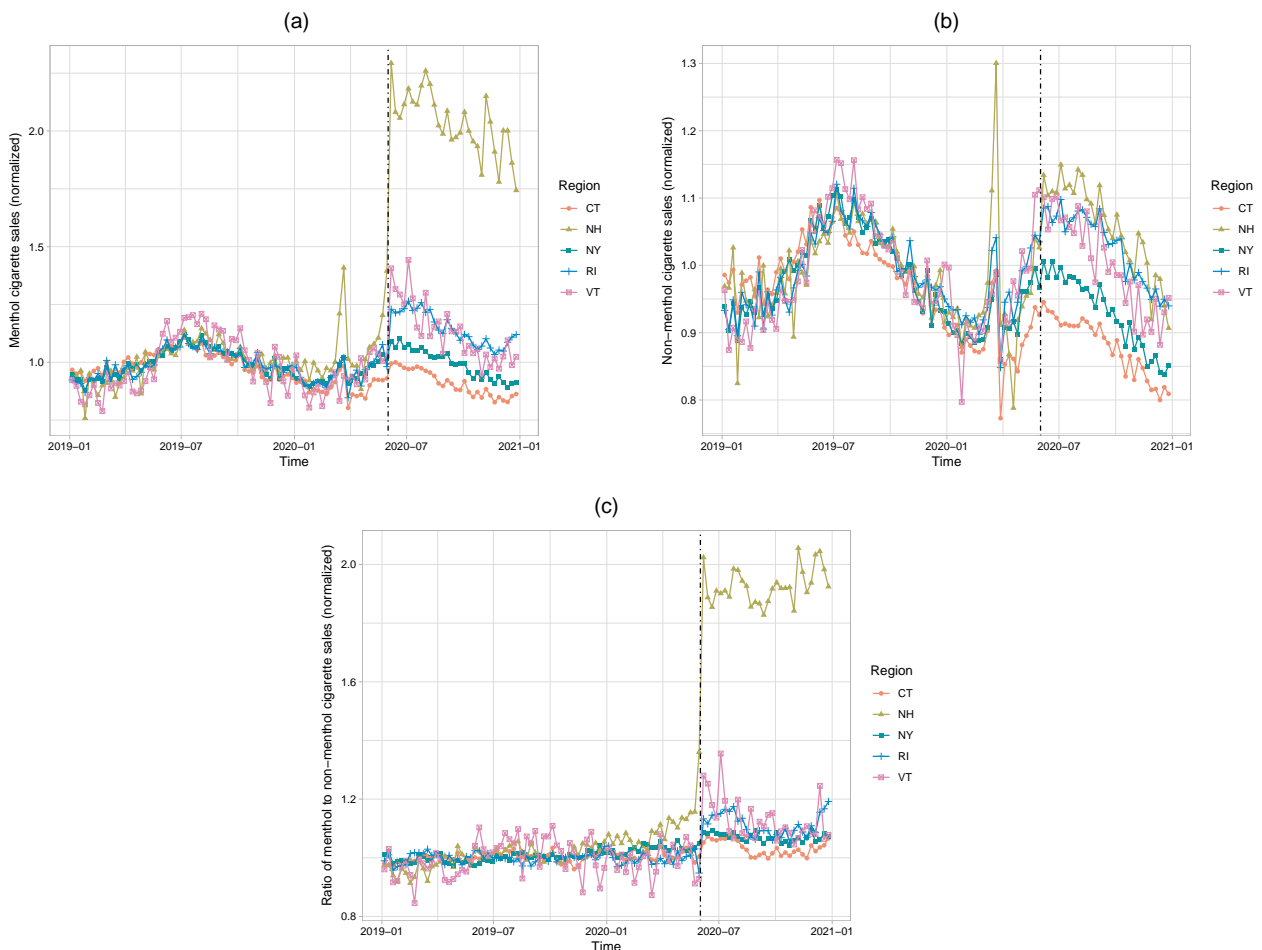 (a)
Menthol cigarette sales (normalized)
2.0
1.5
1.0
2019−01
2019−07
2020−01
2020−07
2021−01
Time
Region
CT
NH
NY
RI
VT
(b)
Non−menthol cigarette sales (normalized)
1.3
1.2
1.1
1.0
0.9
0.8
2019−01
2019−07
2020−01
2020−07
2021−01
Time
Region
CT
NH
NY
RI
VT
(c)
Ratio of menthol to non−menthol cigarette sales (normalized)
2.0
1.6
1.2
0.8
2019−01
2019−07
2020−01
2020−07
2021−01
Time
Region
CT
NH
NY
RI
VT